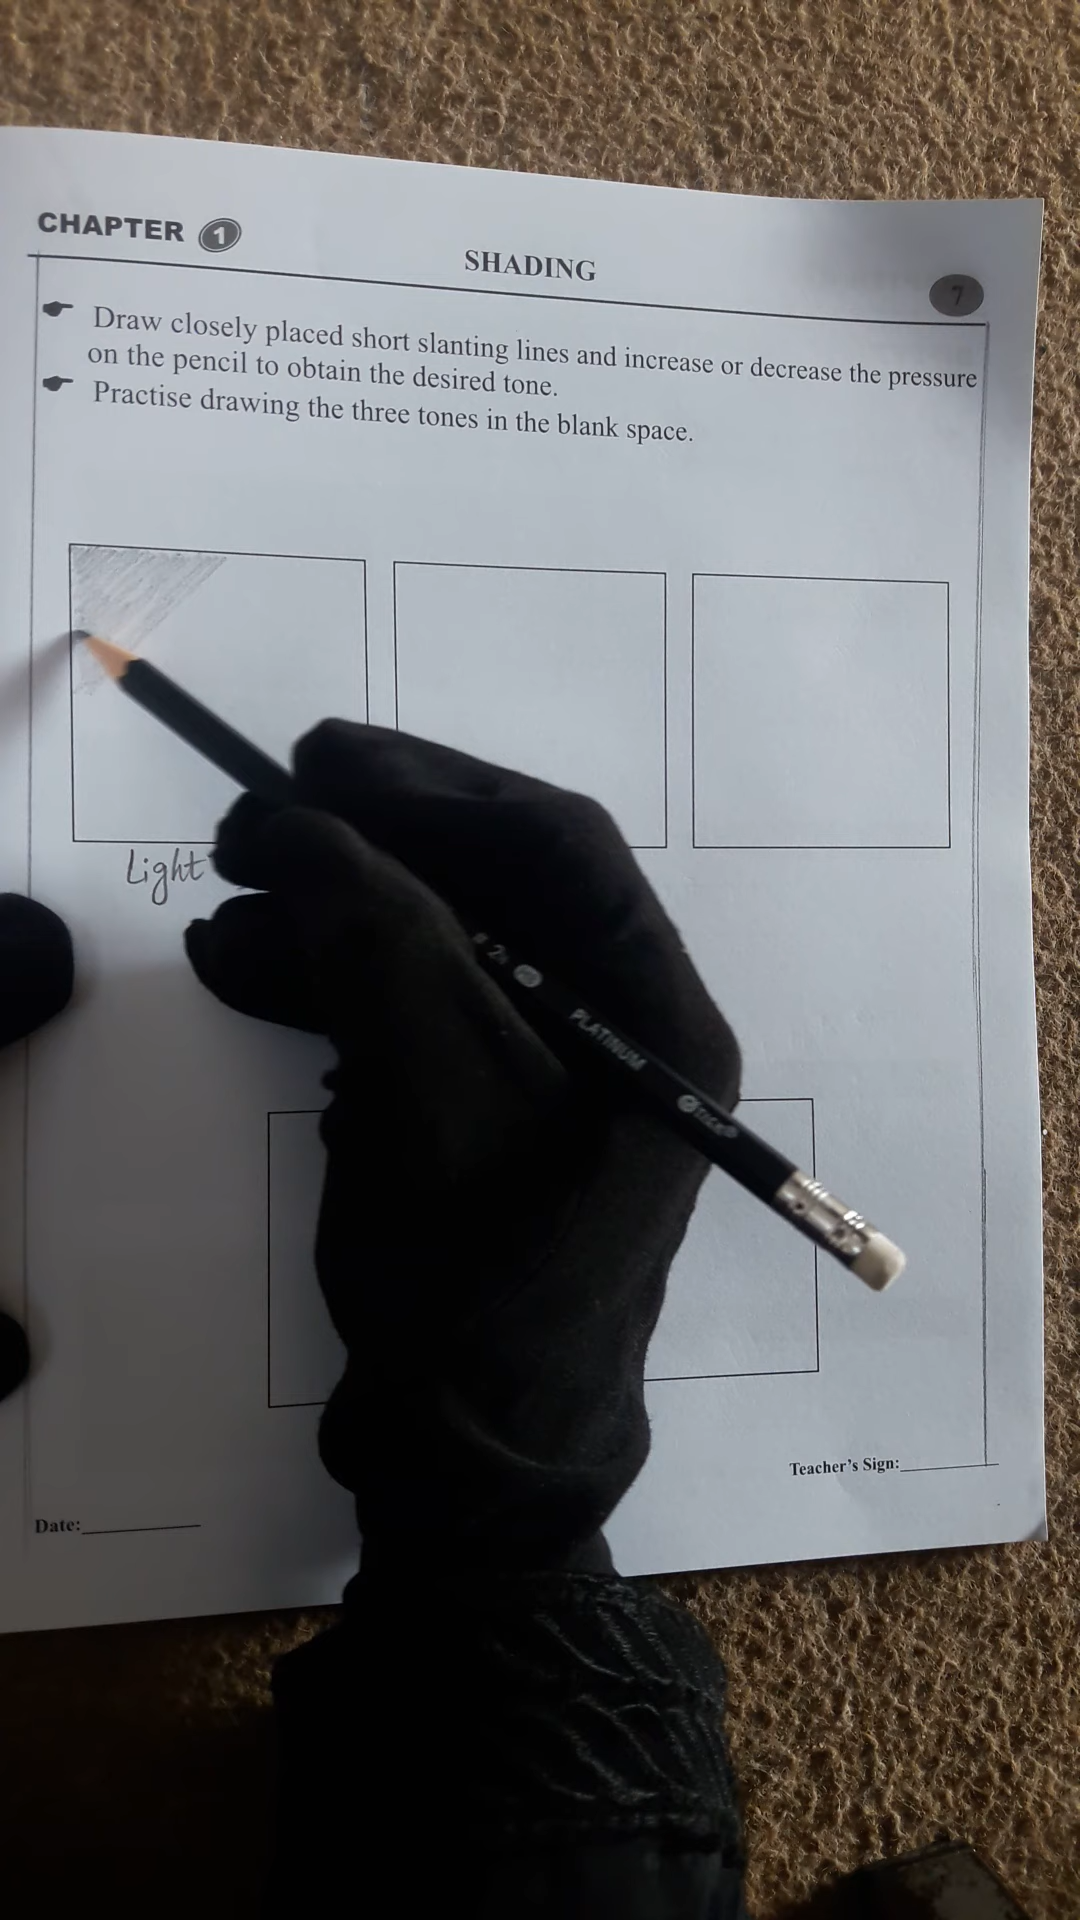 CHAPTER 1
SHADING
7
Draw closely placed short slanting lines and increase or decrease the pressure
on the pencil to obtain the desired tone.
Practise drawing the three tones in the blank space.
Light
PLATINUM
Teacher's Sign:
Date: